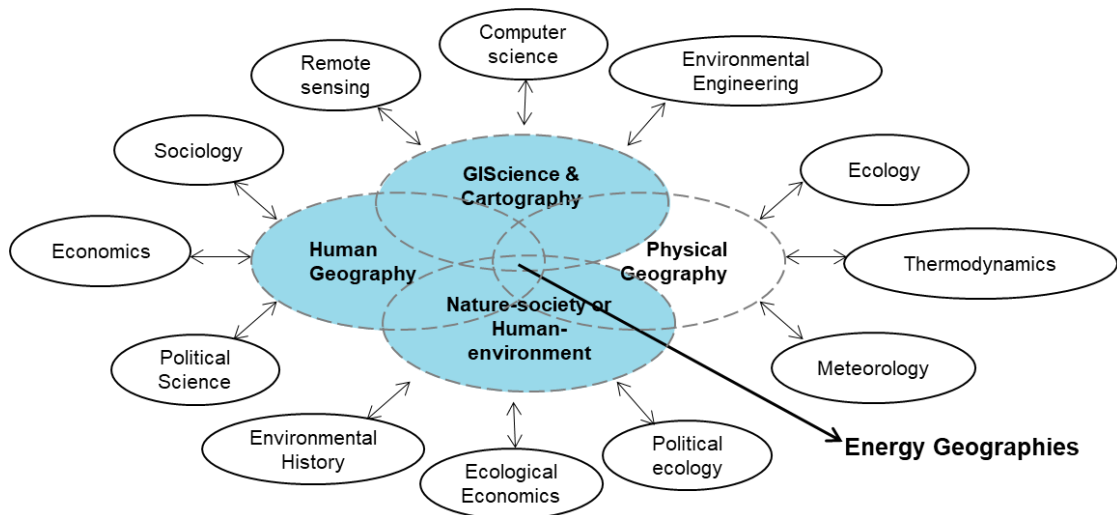 Computer
science
Remote
sensing
Environmental
Engineering
Sociology
GIScience &
Cartography
Ecology
Economics
Human
Geography
Physical
Geography
Thermodynamics
Nature-society or
Human-
environment
Political
Science
Meteorology
Environmental
History
Ecological
Economics
Political
ecology
Energy Geographies